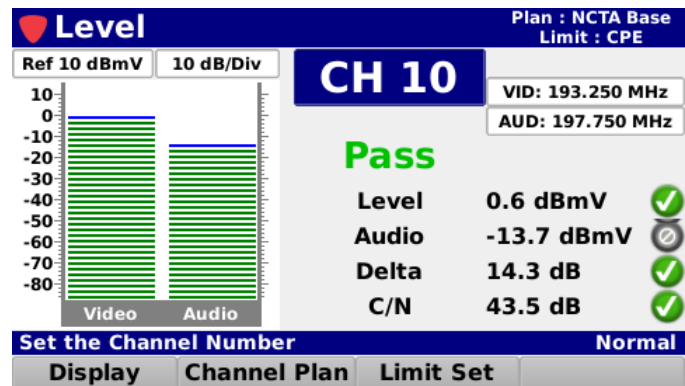 Level
Plan : NCTA Base
Limit : CPE
Ref 10 dBmV
10 dB/Div
10
0
-10
-20
-30
-40
-50
-60
-70
-80
Video
Audio
CH 10
VID: 193.250 MHz
AUD: 197.750 MHz
Pass
Level 0.6 dBmV
Audio -13.7 dBmV
Delta 14.3 dB
C/N 43.5 dB
Set the Channel Number
Normal
Display
Channel Plan
Limit Set